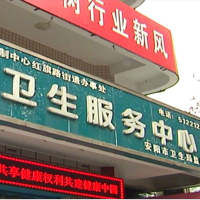 树行业新风
制中心红旗路街道办事处
卫生服务中心
电话：512212
安阳市卫生局监
共享健康权利共建健康中国